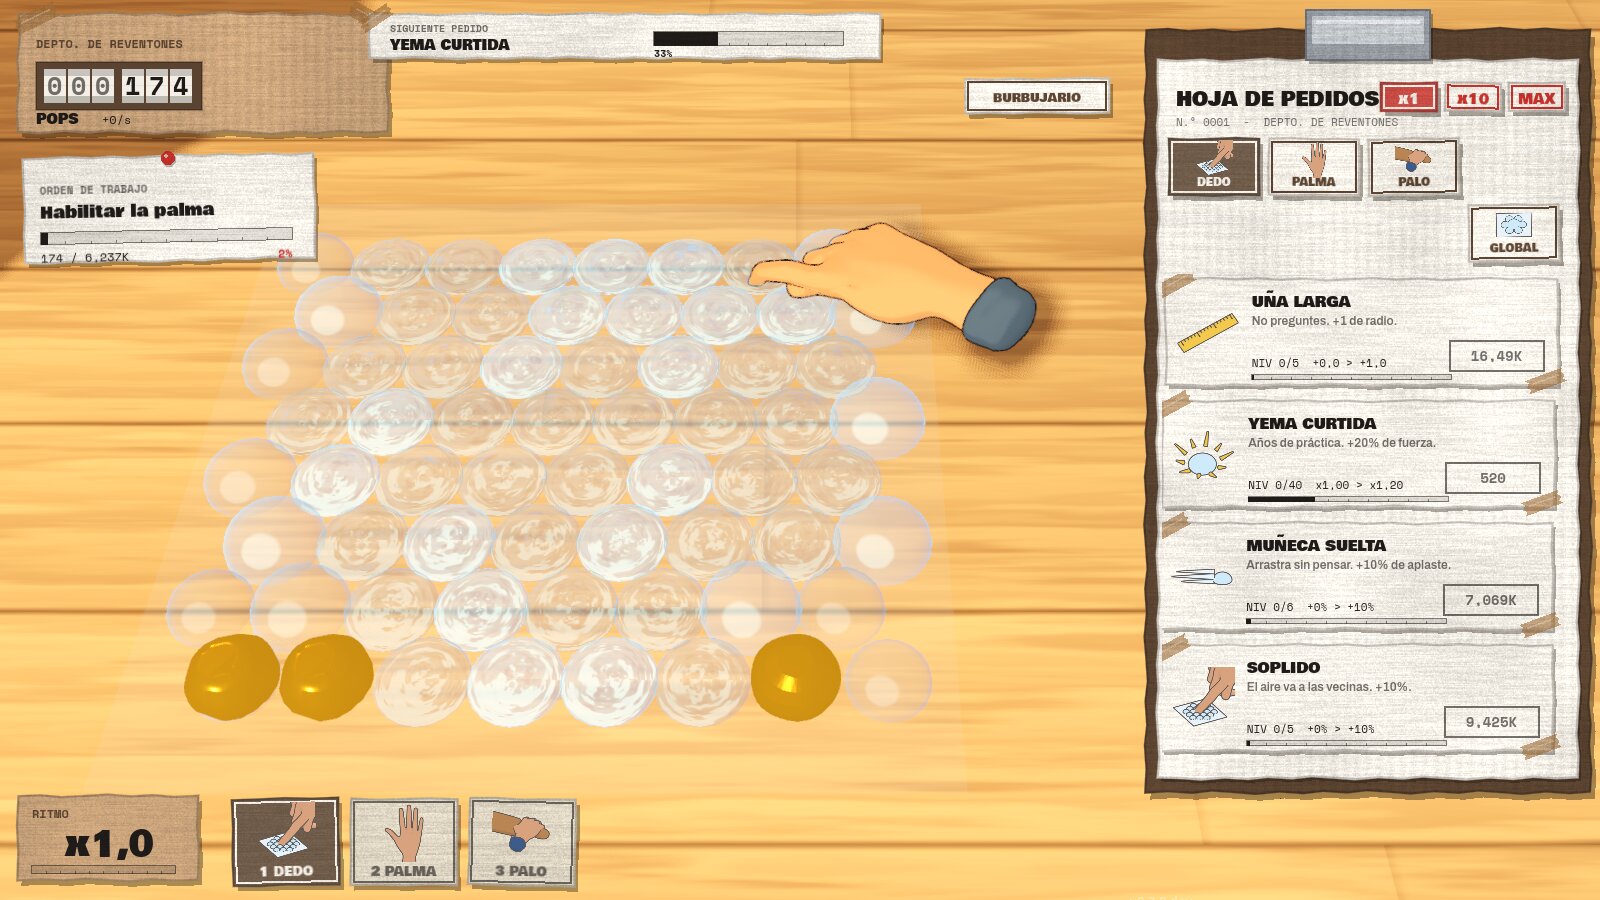 DEPTO. DE REVENTONES
000174
POPS +0/s
SIGUIENTE PEDIDO
YEMA CURTIDA
33%
BURBUJARIO
ORDEN DE TRABAJO
Habilitar la palma
2%
174 / 6,237K
HOJA DE PEDIDOS
x1
x10
MAX
N.° 0001 - DEPTO. DE REVENTONES
DEDO
PALMA
PALO
GLOBAL
UÑA LARGA
No preguntes. +1 de radio.
NIV 0/5 +0,0 > +1,0
16,49K
YEMA CURTIDA
Años de práctica. +20% de fuerza.
NIV 0/40 x1,00 > x1,20
520
MUÑECA SUELTA
Arrastra sin pensar. +10% de aplaste.
NIV 0/6 +0% > +10%
7,069K
SOPLIDO
El aire va a las vecinas. +10%.
NIV 0/5 +0% > +10%
9,425K
RITMO
x1,0
1 DEDO
2 PALMA
3 PALO